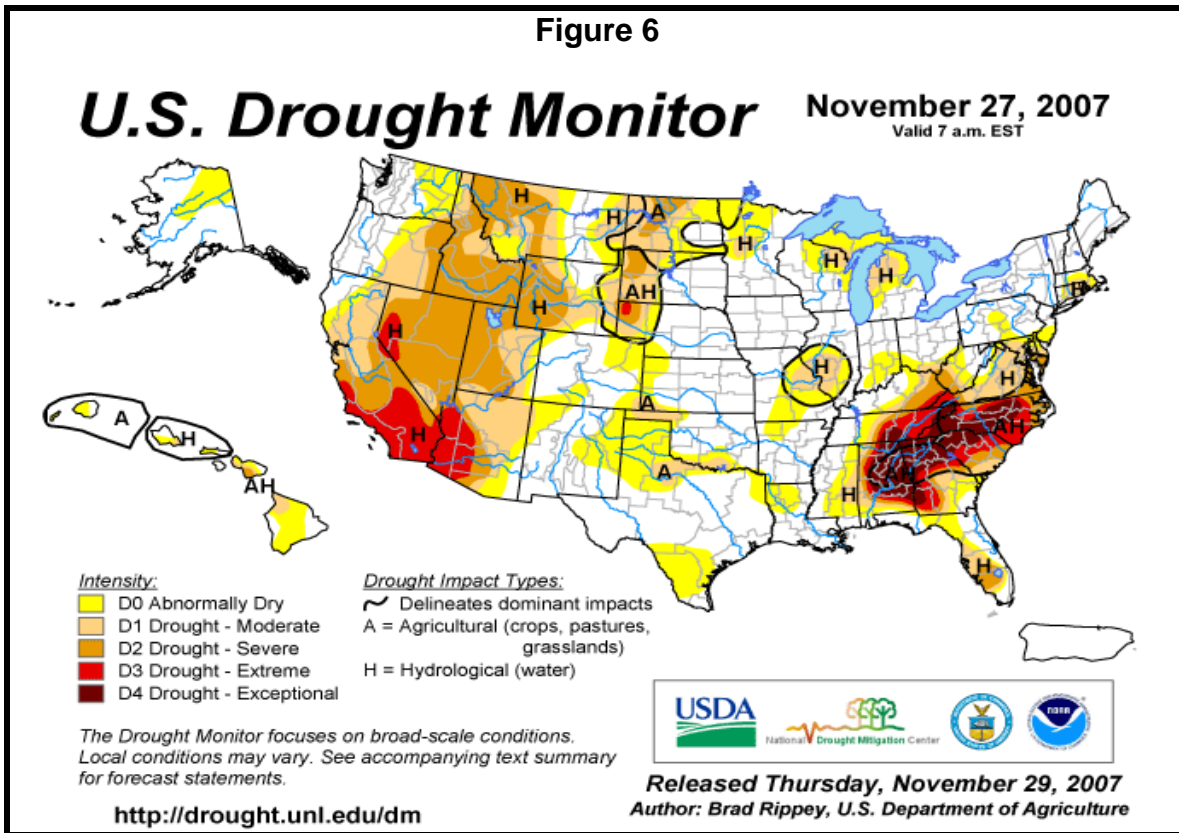 Figure 6
U.S. Drought Monitor
November 27, 2007
Valid 7 a.m. EST
H
H
A
H
H
H
AH
H
H
H
H
H
A
H
A
H
H
AH
AH
A
AH
H
H
Intensity:
D0 Abnormally Dry
D1 Drought - Moderate
D2 Drought - Severe
D3 Drought - Extreme
D4 Drought - Exceptional
Drought Impact Types:
Delineates dominant impacts
A = Agricultural (crops, pastures,
grasslands)
H = Hydrological (water)
The Drought Monitor focuses on broad-scale conditions.
Local conditions may vary. See accompanying text summary
for forecast statements.
http://drought.unl.edu/dm
USDA
National Drought Mitigation Center
NOAA
Released Thursday, November 29, 2007
Author: Brad Rippey, U.S. Department of Agriculture